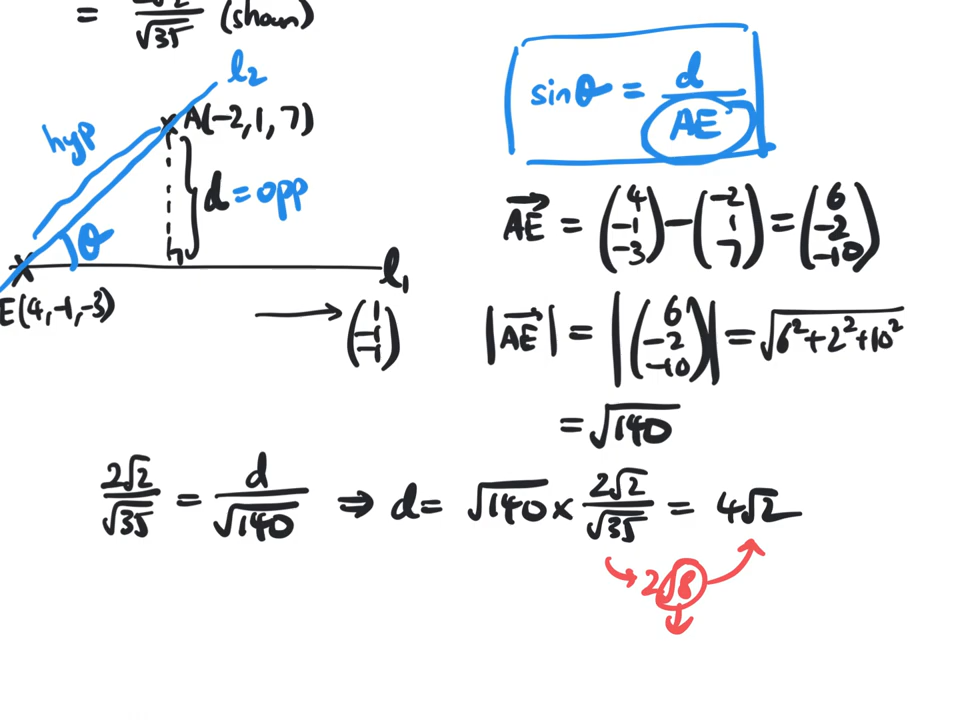 = 2√2/√35 (shown)
l₂
hyp
A(-2, 1, 7)
d = opp
θ
l₁
E(4, -1, -3)
⟶ (1 -1 -1)
sinθ = d/AE
AE⃗ = (4 -1 -3) - (-2 1 7) = (6 -2 -10)
|AE⃗| = |(6 -2 -10)| = √(6²+2²+10²)
= √140
2√2/√35 = d/√140 ⇒ d = √140 × 2√2/√35 = 4√2
2√8